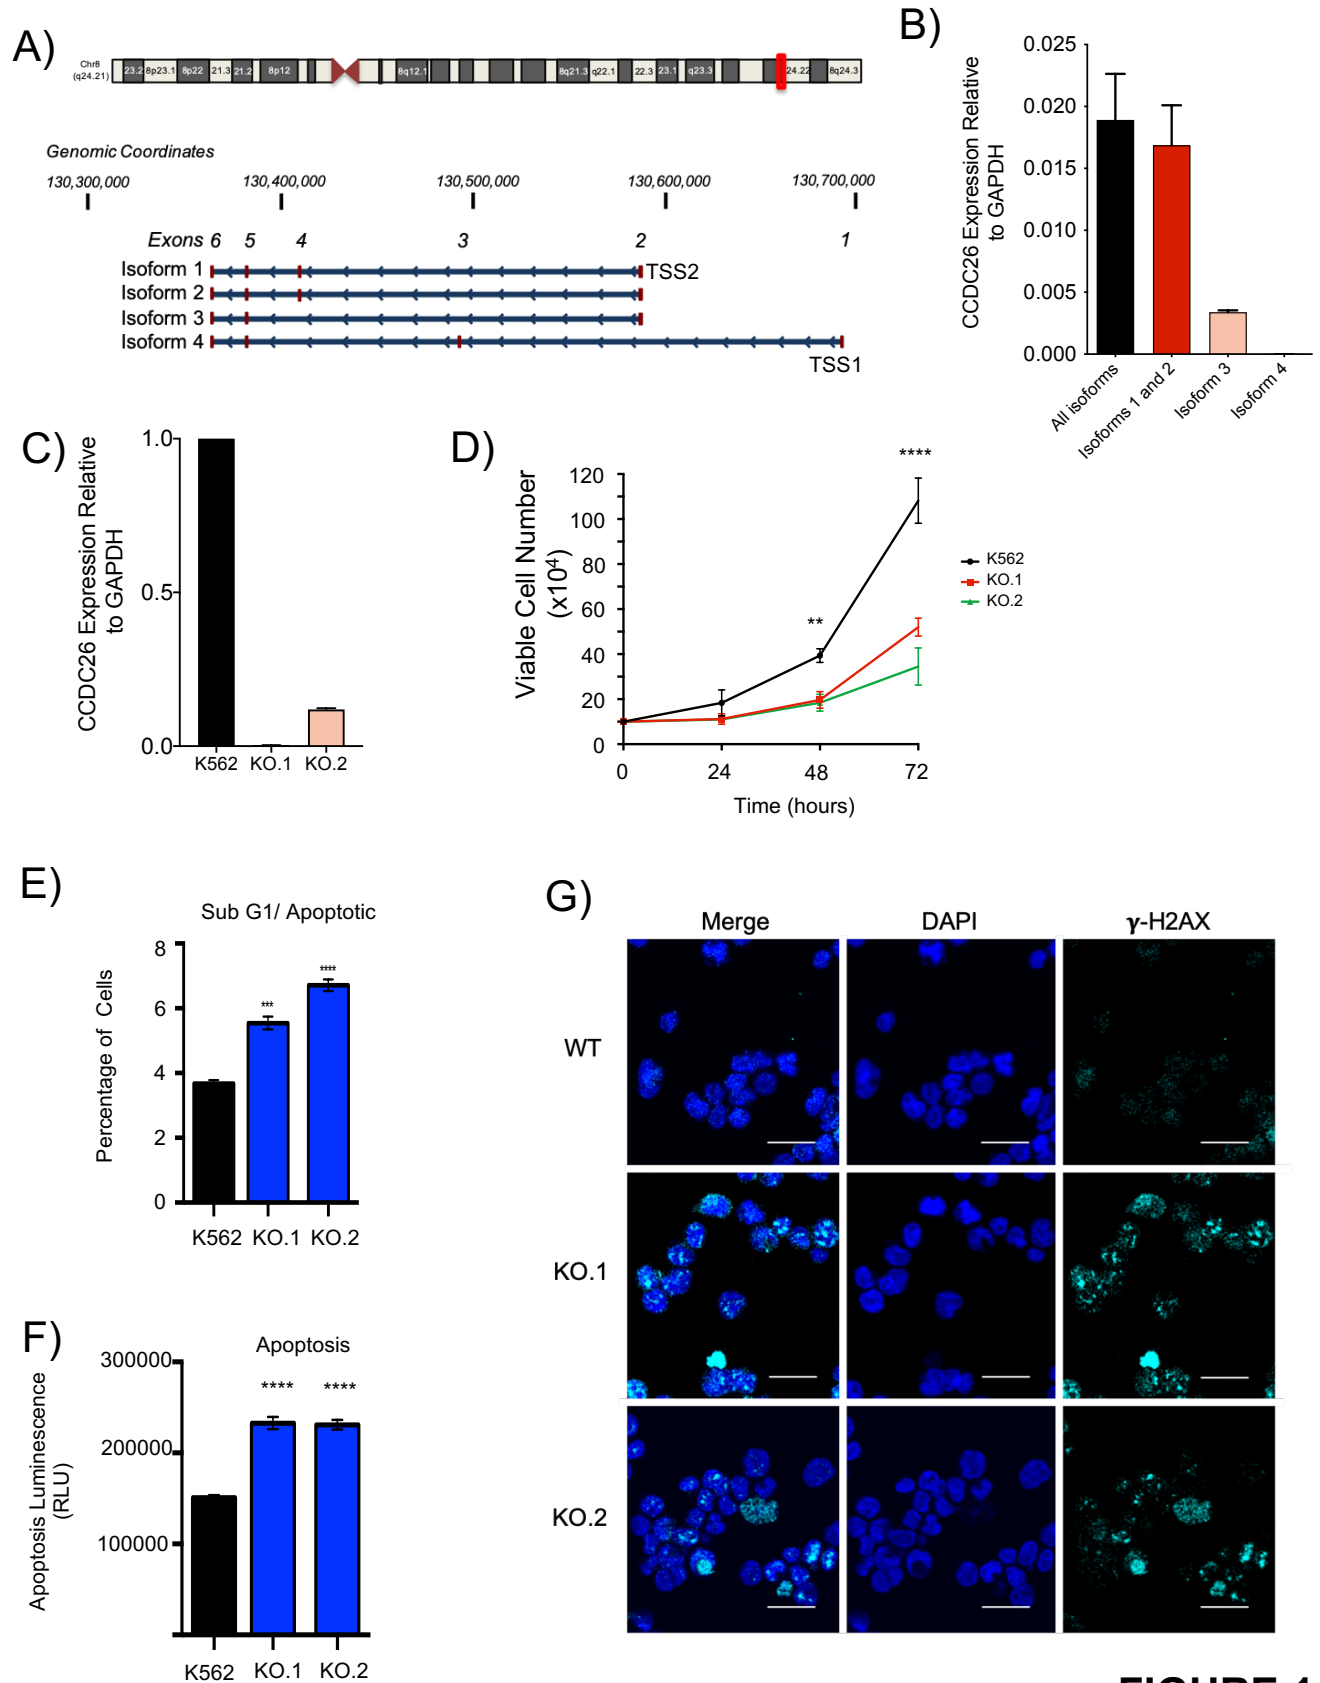 A)
Chr8
(q24.21)
23.2 8p23.1 8p22 21.3 21.2 8p12 8q12.1 8q21.3 q22.1 22.3 23.1 q23.3 24.22 8q24.3
Genomic Coordinates
130,300,000 130,400,000 130,500,000 130,600,000 130,700,000
Exons 6 5 4 3 2 1
Isoform 1 TSS2
Isoform 2
Isoform 3
Isoform 4
TSS1
B)
CCDC26 Expression Relative
to GAPDH
0.025
0.020
0.015
0.010
0.005
0.000
All isoforms
Isoforms 1 and 2
Isoform 3
Isoform 4
C)
CCDC26 Expression Relative
to GAPDH
1.0
0.5
0.0
K562 KO.1 KO.2
D)
Viable Cell Number
(x10⁴)
120
100
80
60
40
20
0
**
****
0 24 48 72
Time (hours)
K562
KO.1
KO.2
E)
Sub G1/ Apoptotic
Percentage of Cells
8
6
4
2
0
***
****
K562 KO.1 KO.2
F)
Apoptosis
Apoptosis Luminescence
(RLU)
300000
200000
100000
**** ****
K562 KO.1 KO.2
G)
Merge DAPI γ-H2AX
WT
KO.1
KO.2